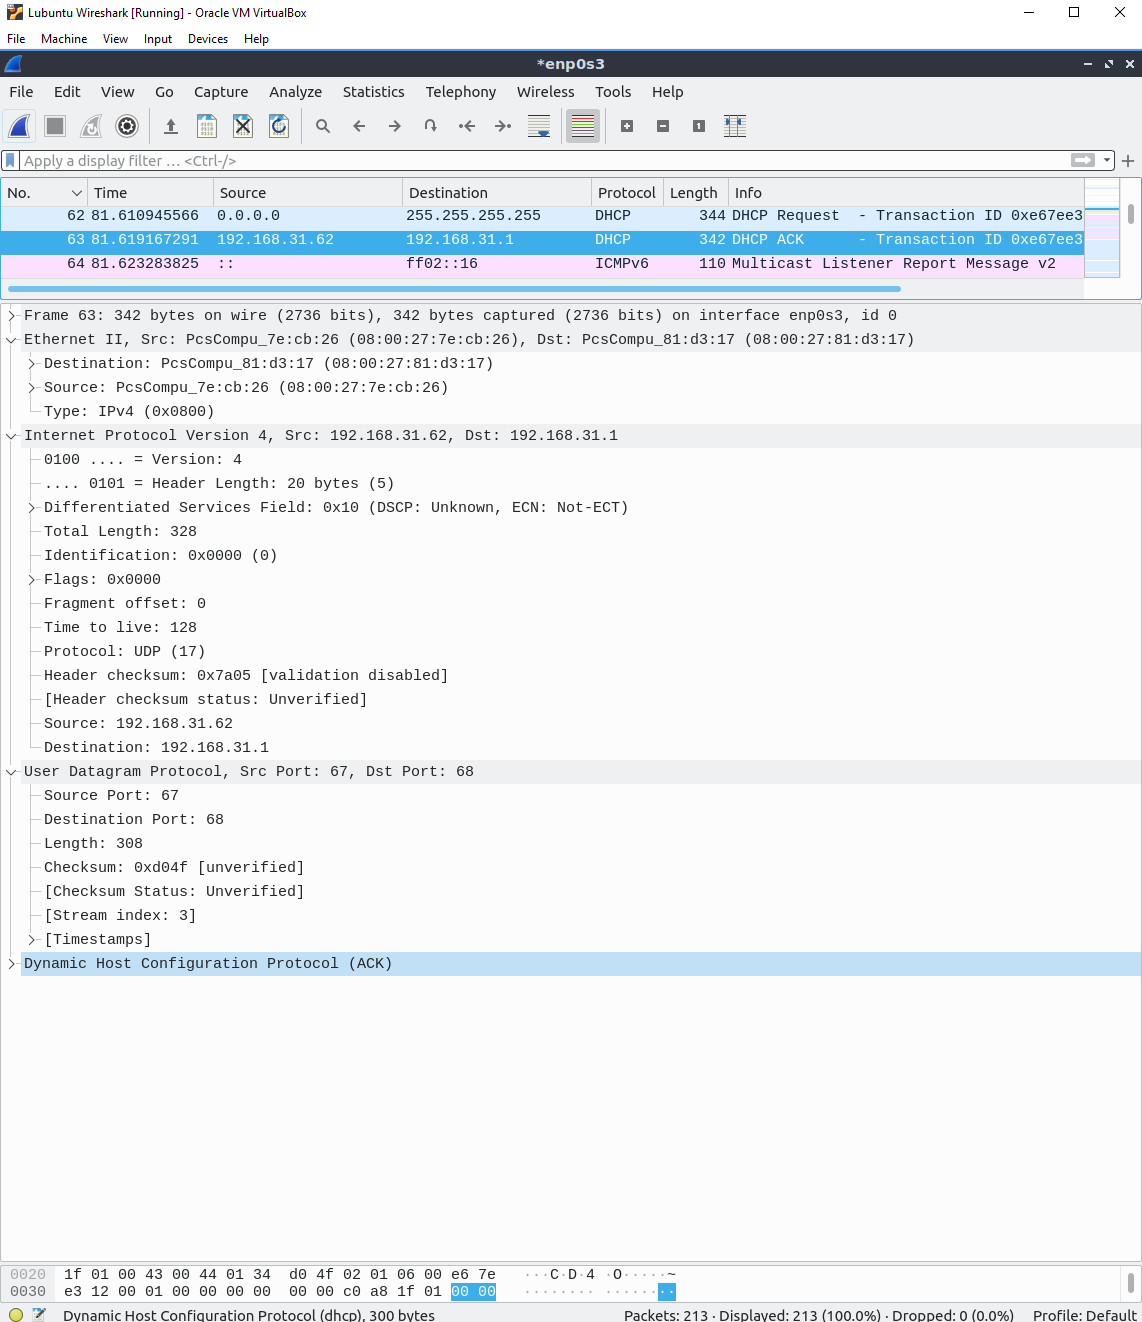 Lubuntu Wireshark [Running] - Oracle VM VirtualBox
File Machine View Input Devices Help
*enp0s3
File Edit View Go Capture Analyze Statistics Telephony Wireless Tools Help
Apply a display filter … <Ctrl-/>
No. Time Source Destination Protocol Length Info
62 81.610945566 0.0.0.0 255.255.255.255 DHCP 344 DHCP Request - Transaction ID 0xe67ee3
63 81.619167291 192.168.31.62 192.168.31.1 DHCP 342 DHCP ACK - Transaction ID 0xe67ee3
64 81.623283825 :: ff02::16 ICMPv6 110 Multicast Listener Report Message v2
Frame 63: 342 bytes on wire (2736 bits), 342 bytes captured (2736 bits) on interface enp0s3, id 0
Ethernet II, Src: PcsCompu_7e:cb:26 (08:00:27:7e:cb:26), Dst: PcsCompu_81:d3:17 (08:00:27:81:d3:17)
Destination: PcsCompu_81:d3:17 (08:00:27:81:d3:17)
Source: PcsCompu_7e:cb:26 (08:00:27:7e:cb:26)
Type: IPv4 (0x0800)
Internet Protocol Version 4, Src: 192.168.31.62, Dst: 192.168.31.1
0100 .... = Version: 4
.... 0101 = Header Length: 20 bytes (5)
Differentiated Services Field: 0x10 (DSCP: Unknown, ECN: Not-ECT)
Total Length: 328
Identification: 0x0000 (0)
Flags: 0x0000
Fragment offset: 0
Time to live: 128
Protocol: UDP (17)
Header checksum: 0x7a05 [validation disabled]
[Header checksum status: Unverified]
Source: 192.168.31.62
Destination: 192.168.31.1
User Datagram Protocol, Src Port: 67, Dst Port: 68
Source Port: 67
Destination Port: 68
Length: 308
Checksum: 0xd04f [unverified]
[Checksum Status: Unverified]
[Stream index: 3]
[Timestamps]
Dynamic Host Configuration Protocol (ACK)
0020 1f 01 00 43 00 44 01 34 d0 4f 02 01 06 00 e6 7e ···C·D·4 ·O·····~
0030 e3 12 00 01 00 00 00 00 00 00 c0 a8 1f 01 00 00 ········ ········
Dynamic Host Configuration Protocol (dhcp), 300 bytes Packets: 213 · Displayed: 213 (100.0%) · Dropped: 0 (0.0%) Profile: Default